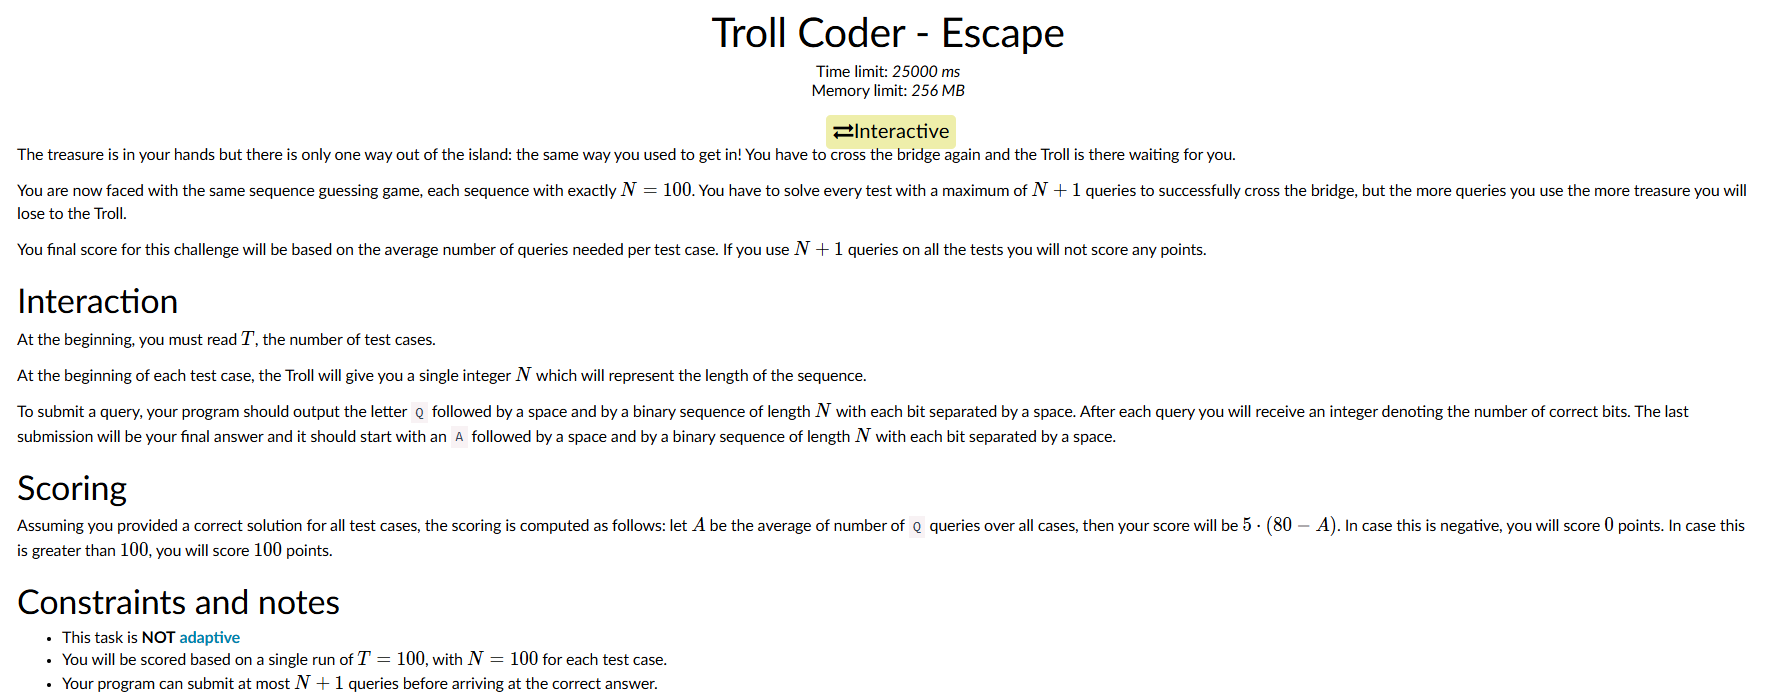 Troll Coder - Escape
Time limit: 25000 ms
Memory limit: 256 MB
⇄Interactive
The treasure is in your hands but there is only one way out of the island: the same way you used to get in! You have to cross the bridge again and the Troll is there waiting for you.
You are now faced with the same sequence guessing game, each sequence with exactly N = 100. You have to solve every test with a maximum of N + 1 queries to successfully cross the bridge, but the more queries you use the more treasure you will
lose to the Troll.
You final score for this challenge will be based on the average number of queries needed per test case. If you use N + 1 queries on all the tests you will not score any points.
Interaction
At the beginning, you must read T, the number of test cases.
At the beginning of each test case, the Troll will give you a single integer N which will represent the length of the sequence.
To submit a query, your program should output the letter Q followed by a space and by a binary sequence of length N with each bit separated by a space. After each query you will receive an integer denoting the number of correct bits. The last
submission will be your final answer and it should start with an A followed by a space and by a binary sequence of length N with each bit separated by a space.
Scoring
Assuming you provided a correct solution for all test cases, the scoring is computed as follows: let A be the average of number of Q queries over all cases, then your score will be 5 · (80 − A). In case this is negative, you will score 0 points. In case this
is greater than 100, you will score 100 points.
Constraints and notes
• This task is NOT adaptive
• You will be scored based on a single run of T = 100, with N = 100 for each test case.
• Your program can submit at most N + 1 queries before arriving at the correct answer.